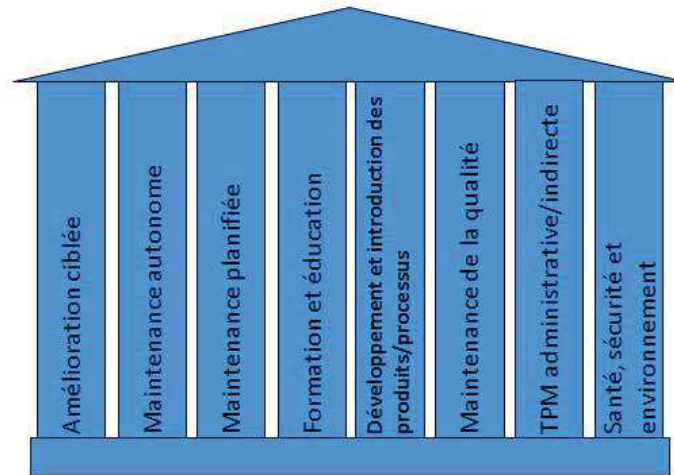 Amélioration ciblée
Maintenance autonome
Maintenance planifiée
Formation et éducation
Développement et introduction des
produits/processus
Maintenance de la qualité
TPM administrative/indirecte
Santé, sécurité et
environnement